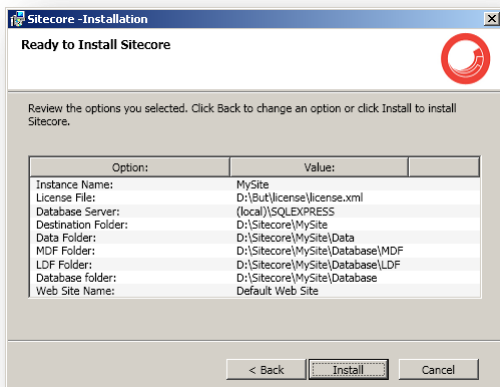 Sitecore -Installation
Ready to Install Sitecore
Review the options you selected. Click Back to change an option or click Install to install
Sitecore.
Option: Value:
Instance Name: MySite
License File: D:\But\license\license.xml
Database Server: (local)\SQLEXPRESS
Destination Folder: D:\Sitecore\MySite
Data Folder: D:\Sitecore\MySite\Data
MDF Folder: D:\Sitecore\MySite\Database\MDF
LDF Folder: D:\Sitecore\MySite\Database\LDF
Database folder: D:\Sitecore\MySite\Database
Web Site Name: Default Web Site
< Back Install Cancel